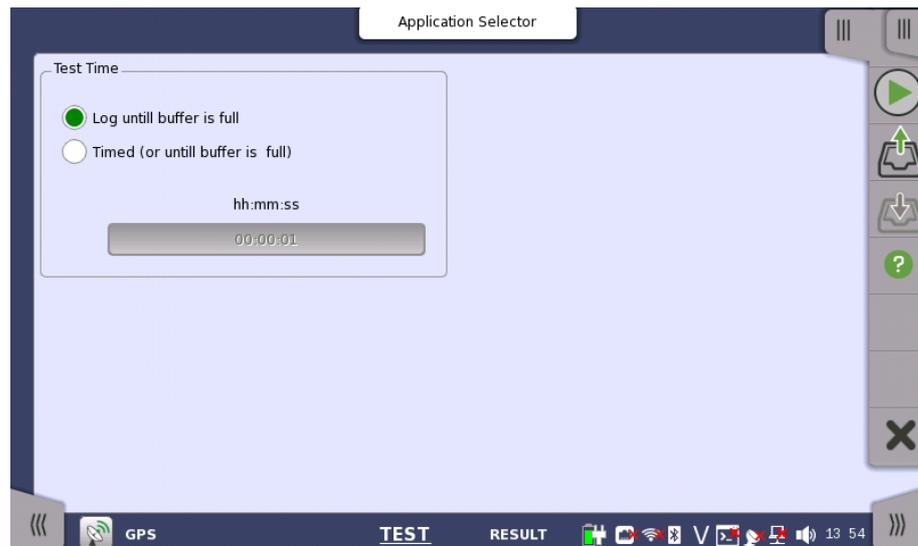 Application Selector
Test Time
Log untill buffer is full
Timed (or untill buffer is full)
hh:mm:ss
00:00:01
?
GPS
TEST
RESULT
13 54